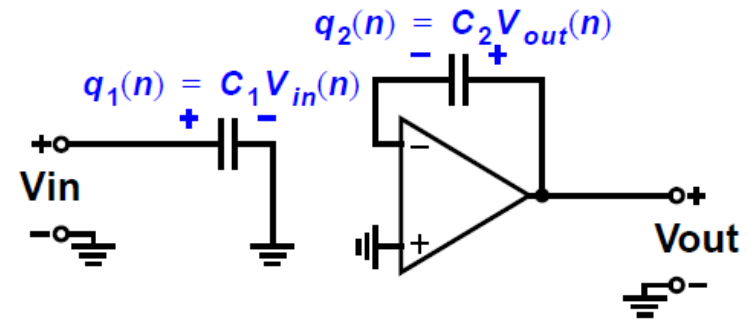 q₂(n) = C₂Vₒᵤₜ(n)
− +
q₁(n) = C₁Vᵢₙ(n)
+ −
+
Vin
−
−
+
+
Vout
−